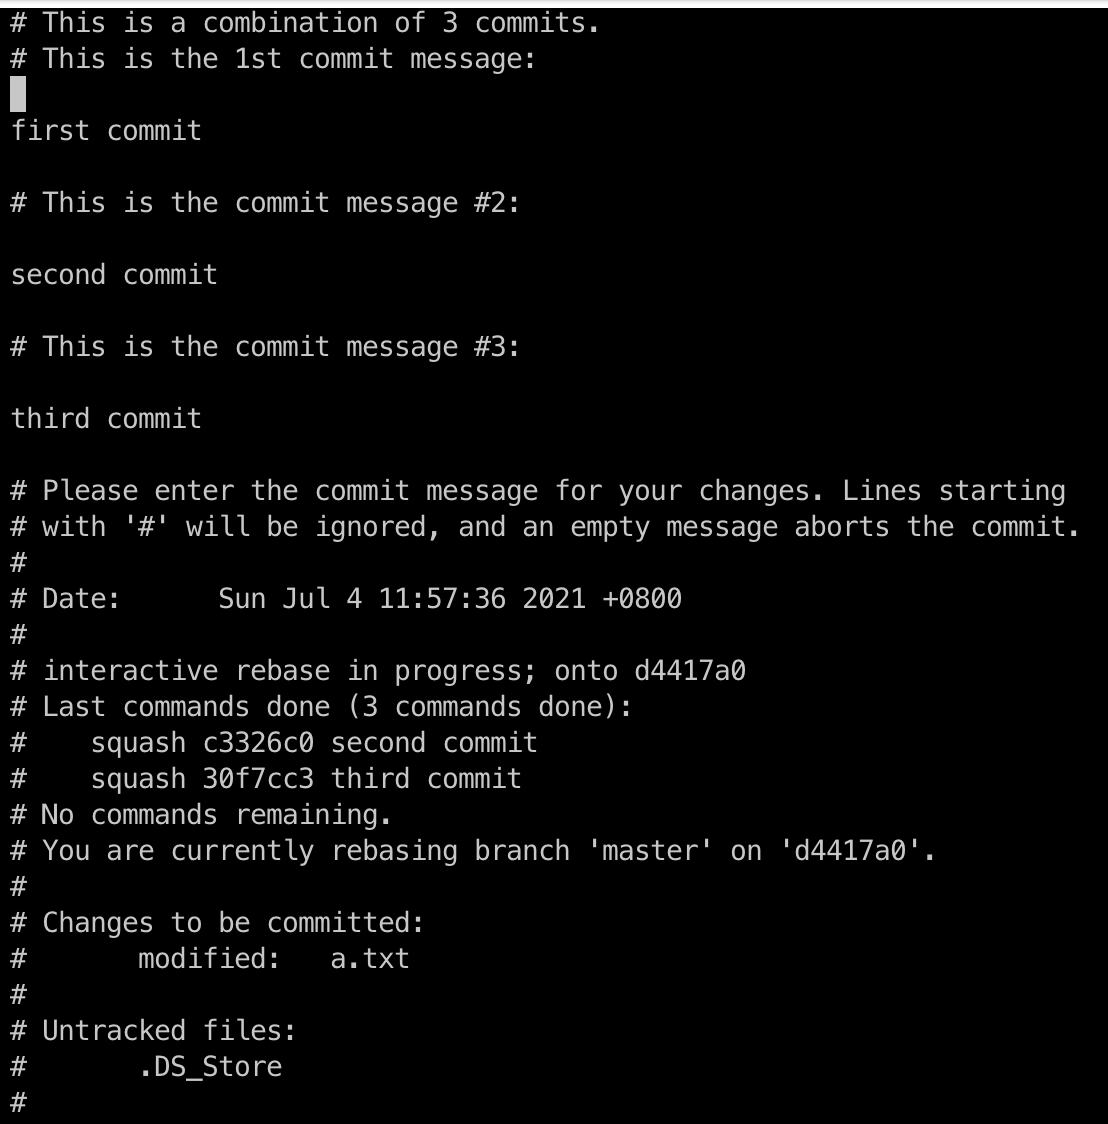 # This is a combination of 3 commits.
# This is the 1st commit message:

first commit

# This is the commit message #2:

second commit

# This is the commit message #3:

third commit

# Please enter the commit message for your changes. Lines starting
# with '#' will be ignored, and an empty message aborts the commit.
#
# Date:      Sun Jul 4 11:57:36 2021 +0800
#
# interactive rebase in progress; onto d4417a0
# Last commands done (3 commands done):
#    squash c3326c0 second commit
#    squash 30f7cc3 third commit
# No commands remaining.
# You are currently rebasing branch 'master' on 'd4417a0'.
#
# Changes to be committed:
#       modified:   a.txt
#
# Untracked files:
#       .DS_Store
#